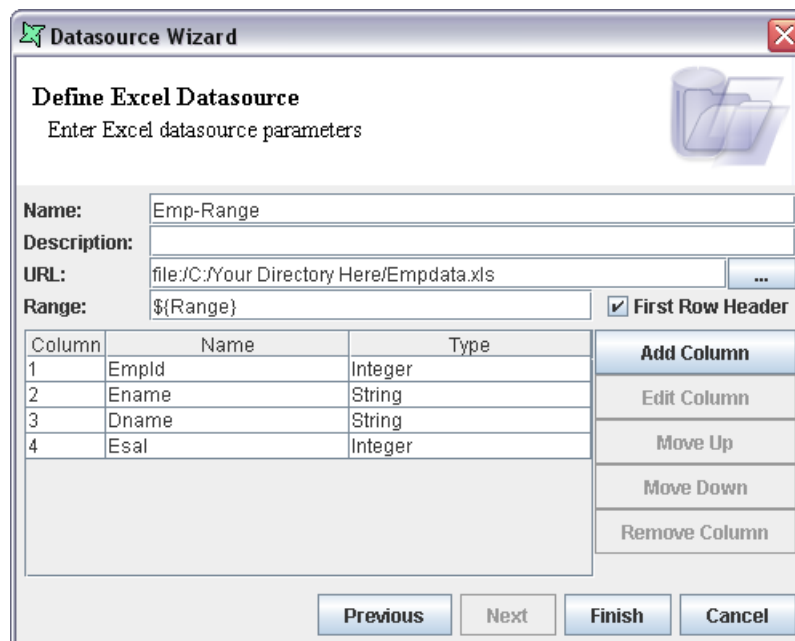 Datasource Wizard
Define Excel Datasource
Enter Excel datasource parameters
Name: Emp-Range
Description:
URL: file:/C:/Your Directory Here/Empdata.xls ...
Range: ${Range} First Row Header
Column Name Type
1 EmpId Integer
2 Ename String
3 Dname String
4 Esal Integer
Add Column
Edit Column
Move Up
Move Down
Remove Column
Previous Next Finish Cancel